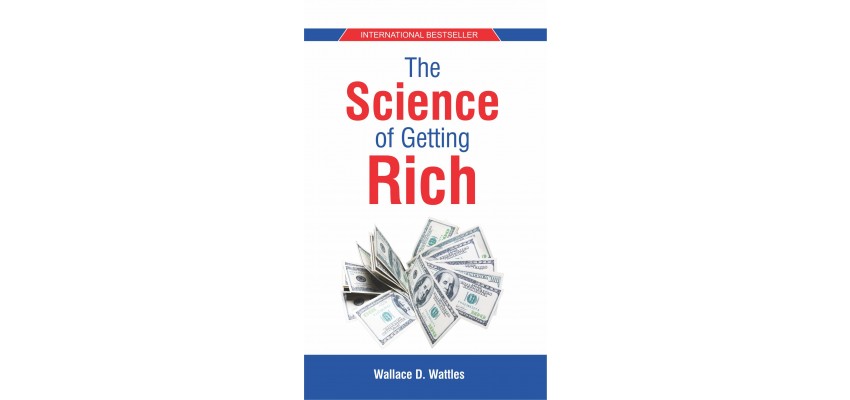 INTERNATIONAL BESTSELLER
The
Science
of Getting
Rich
Wallace D. Wattles